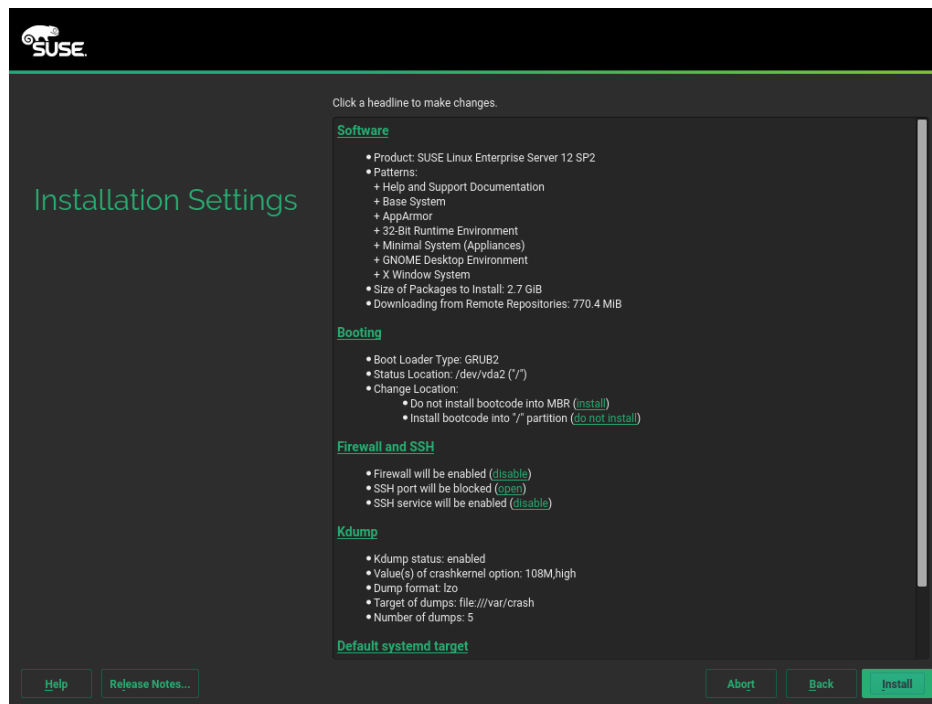 SUSE.
Click a headline to make changes.
Installation Settings
Software
Product: SUSE Linux Enterprise Server 12 SP2
Patterns:
+ Help and Support Documentation
+ Base System
+ AppArmor
+ 32-Bit Runtime Environment
+ Minimal System (Appliances)
+ GNOME Desktop Environment
+ X Window System
Size of Packages to Install: 2.7 GiB
Downloading from Remote Repositories: 770.4 MiB
Booting
Boot Loader Type: GRUB2
Status Location: /dev/vda2 ("/")
Change Location:
Do not install bootcode into MBR (install)
Install bootcode into "/" partition (do not install)
Firewall and SSH
Firewall will be enabled (disable)
SSH port will be blocked (open)
SSH service will be enabled (disable)
Kdump
Kdump status: enabled
Value(s) of crashkernel option: 108M,high
Dump format: lzo
Target of dumps: file:///var/crash
Number of dumps: 5
Default systemd target
Help Release Notes... Abort Back Install